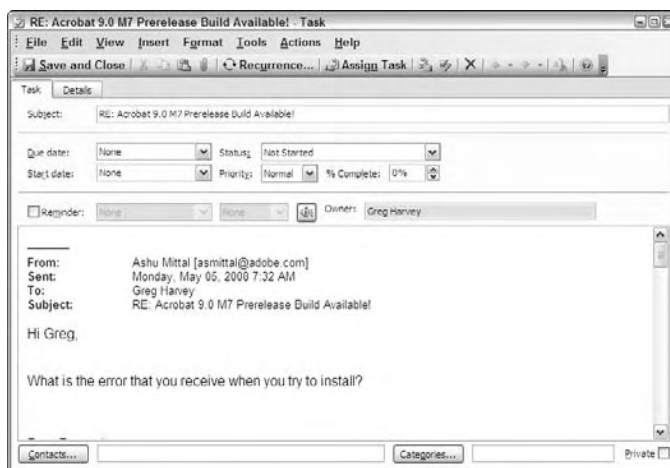 RE: Acrobat 9.0 M7 Prerelease Build Available! - Task
File Edit View Insert Format Tools Actions Help
Save and Close Recurrence... Assign Task
Task Details
Subject: RE: Acrobat 9.0 M7 Prerelease Build Available!
Due date: None Status: Not Started
Start date: None Priority: Normal % Complete: 0%
Reminder: None None Owner: Greg Harvey
From: Ashu Mittal [asmittal@adobe.com]
Sent: Monday, May 05, 2008 7:32 AM
To: Greg Harvey
Subject: RE: Acrobat 9.0 M7 Prerelease Build Available!
Hi Greg,
What is the error that you receive when you try to install?
Contacts... Categories... Private